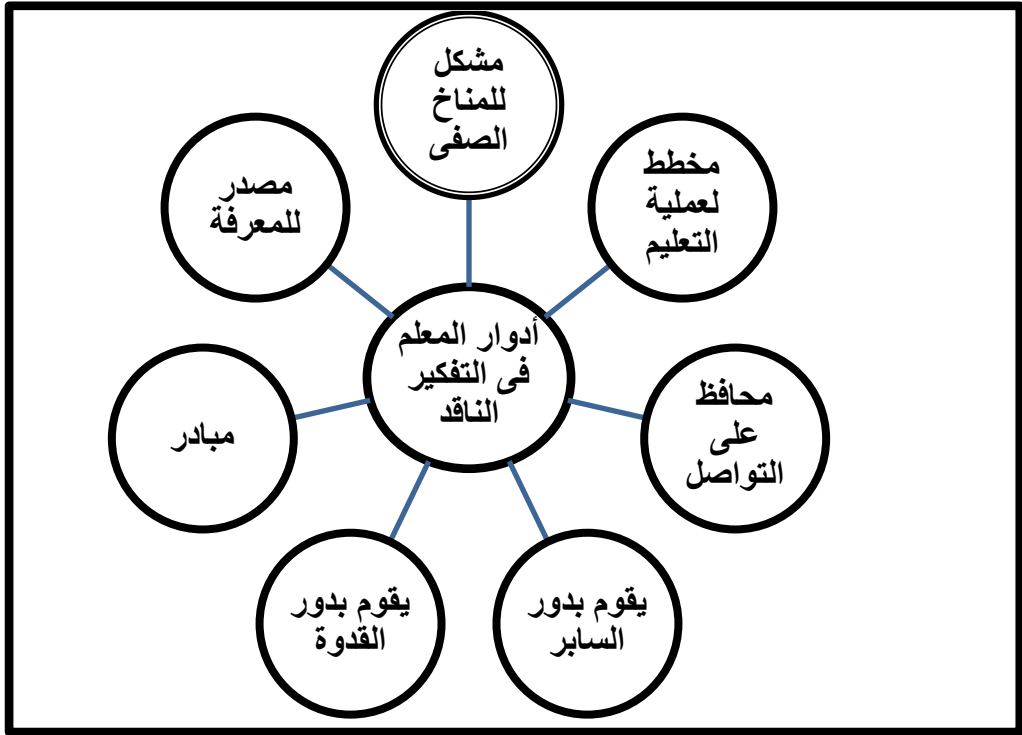 مشكل
للمناخ
الصفى
مخطط
لعملية
التعليم
محافظ
على
التواصل
يقوم بدور
السابر
يقوم بدور
القدوة
مبادر
مصدر
للمعرفة
أدوار المعلم
فى التفكير
الناقد